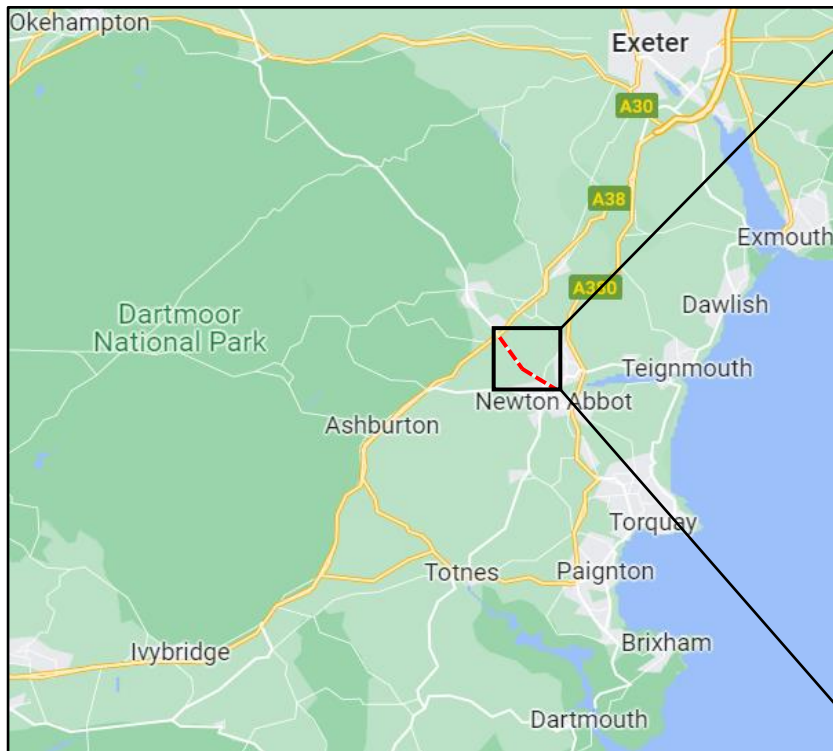 Okehampton
Exeter
A30
A38
Exmouth
A380
Dawlish
Dartmoor
National Park
Teignmouth
Newton Abbot
Ashburton
Torquay
Totnes
Paignton
Ivybridge
Brixham
Dartmouth